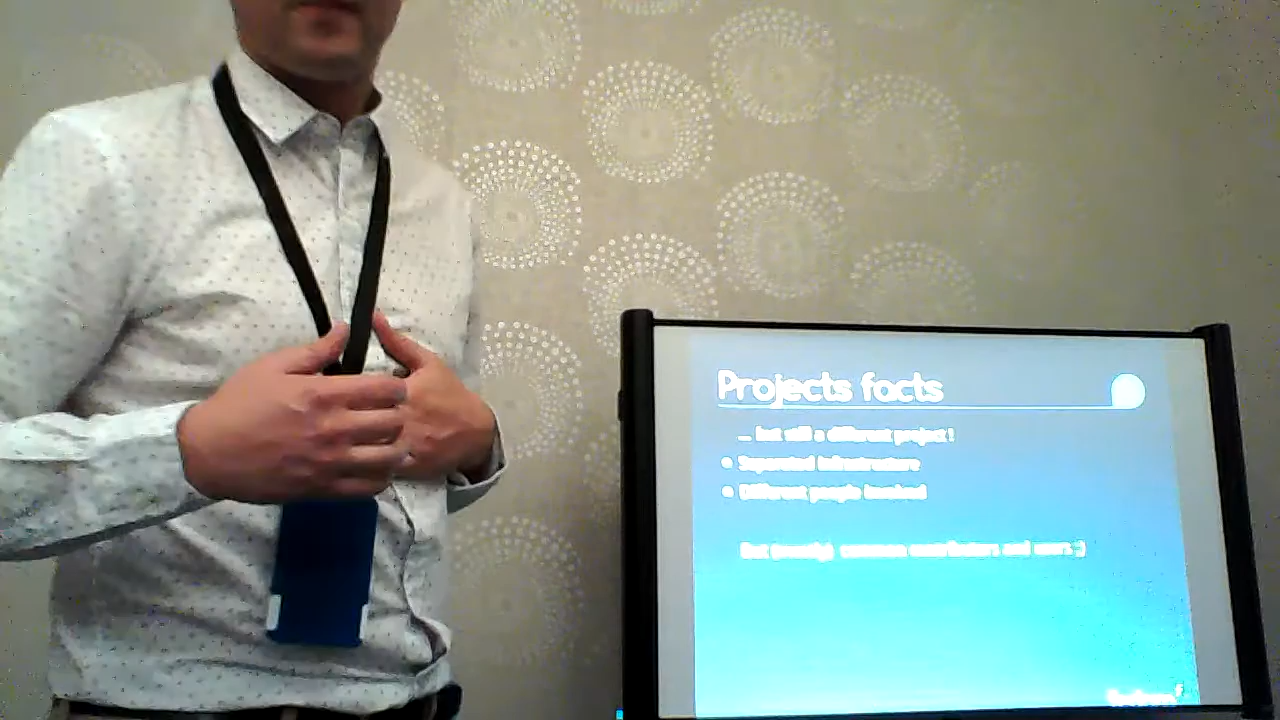 Projects facts
... but still a different project !
Separated infrastructure
Different people involved
But (mostly) common contributors and users ;)